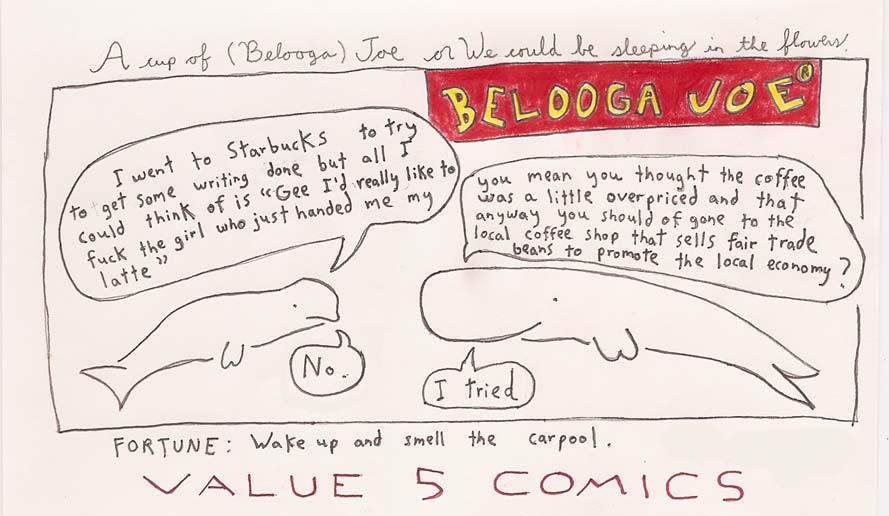 A cup of (Belooga) Joe or We could be sleeping in the flowers.
BELOOGA JOE®
I went to Starbucks to try
to get some writing done but all I
could think of is "Gee I'd really like to
fuck the girl who just handed me my
latte"
you mean you thought the coffee
was a little overpriced and that
anyway you should of gone to the
local coffee shop that sells fair trade
beans to promote the local economy?
No.
I tried
FORTUNE: Wake up and smell the carpool.
VALUE 5 COMICS